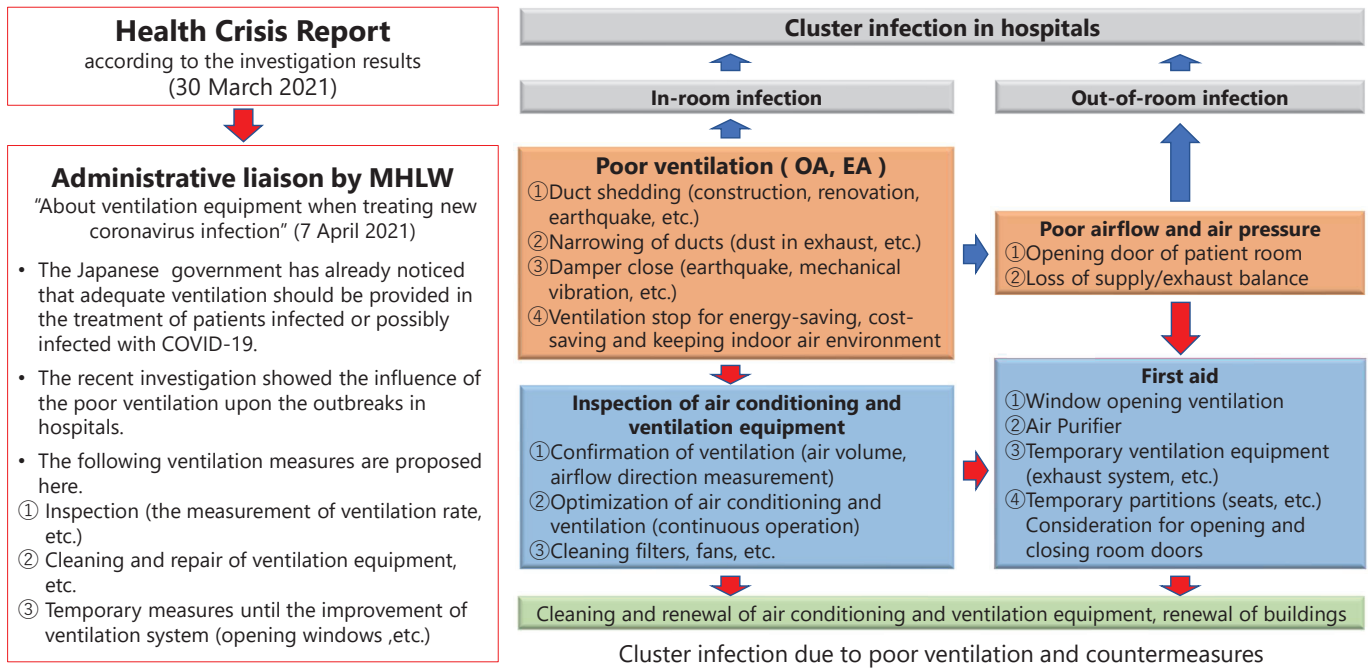 Health Crisis Report
according to the investigation results
(30 March 2021)
Administrative liaison by MHLW
“About ventilation equipment when treating new
coronavirus infection” (7 April 2021)
• The Japanese government has already noticed
that adequate ventilation should be provided in
the treatment of patients infected or possibly
infected with COVID-19.
• The recent investigation showed the influence of
the poor ventilation upon the outbreaks in
hospitals.
• The following ventilation measures are proposed
here.
① Inspection (the measurement of ventilation rate,
etc.)
② Cleaning and repair of ventilation equipment,
etc.
③ Temporary measures until the improvement of
ventilation system (opening windows ,etc.)
Cluster infection in hospitals
In-room infection
Out-of-room infection
Poor ventilation ( OA, EA )
①Duct shedding (construction, renovation,
earthquake, etc.)
②Narrowing of ducts (dust in exhaust, etc.)
③Damper close (earthquake, mechanical
vibration, etc.)
④Ventilation stop for energy-saving, cost-
saving and keeping indoor air environment
Poor airflow and air pressure
①Opening door of patient room
②Loss of supply/exhaust balance
Inspection of air conditioning and
ventilation equipment
①Confirmation of ventilation (air volume,
airflow direction measurement)
②Optimization of air conditioning and
ventilation (continuous operation)
③Cleaning filters, fans, etc.
First aid
①Window opening ventilation
②Air Purifier
③Temporary ventilation equipment
(exhaust system, etc.)
④Temporary partitions (seats, etc.)
Consideration for opening and
closing room doors
Cleaning and renewal of air conditioning and ventilation equipment, renewal of buildings
Cluster infection due to poor ventilation and countermeasures